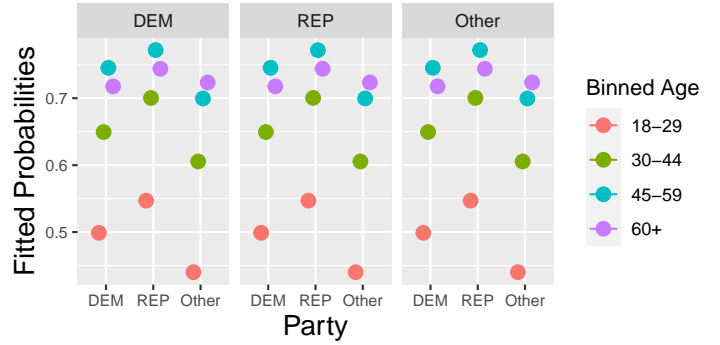 DEM REP Other
Fitted Probabilities
0.7
0.6
0.5
DEM REP Other DEM REP Other DEM REP Other
Party
Binned Age
18−29
30−44
45−59
60+